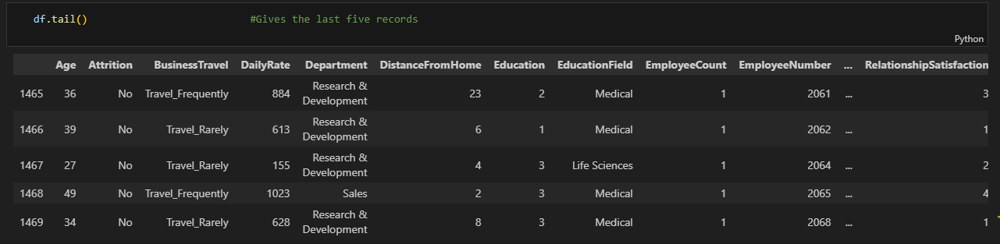 df.tail() #Gives the last five records
Python
Age Attrition BusinessTravel DailyRate Department DistanceFromHome Education EducationField EmployeeCount EmployeeNumber ... RelationshipSatisfaction
1465 36 No Travel_Frequently 884 Research & Development 23 2 Medical 1 2061 ... 3
1466 39 No Travel_Rarely 613 Research & Development 6 1 Medical 1 2062 ... 1
1467 27 No Travel_Rarely 155 Research & Development 4 3 Life Sciences 1 2064 ... 2
1468 49 No Travel_Frequently 1023 Sales 2 3 Medical 1 2065 ... 4
1469 34 No Travel_Rarely 628 Research & Development 8 3 Medical 1 2068 ... 1